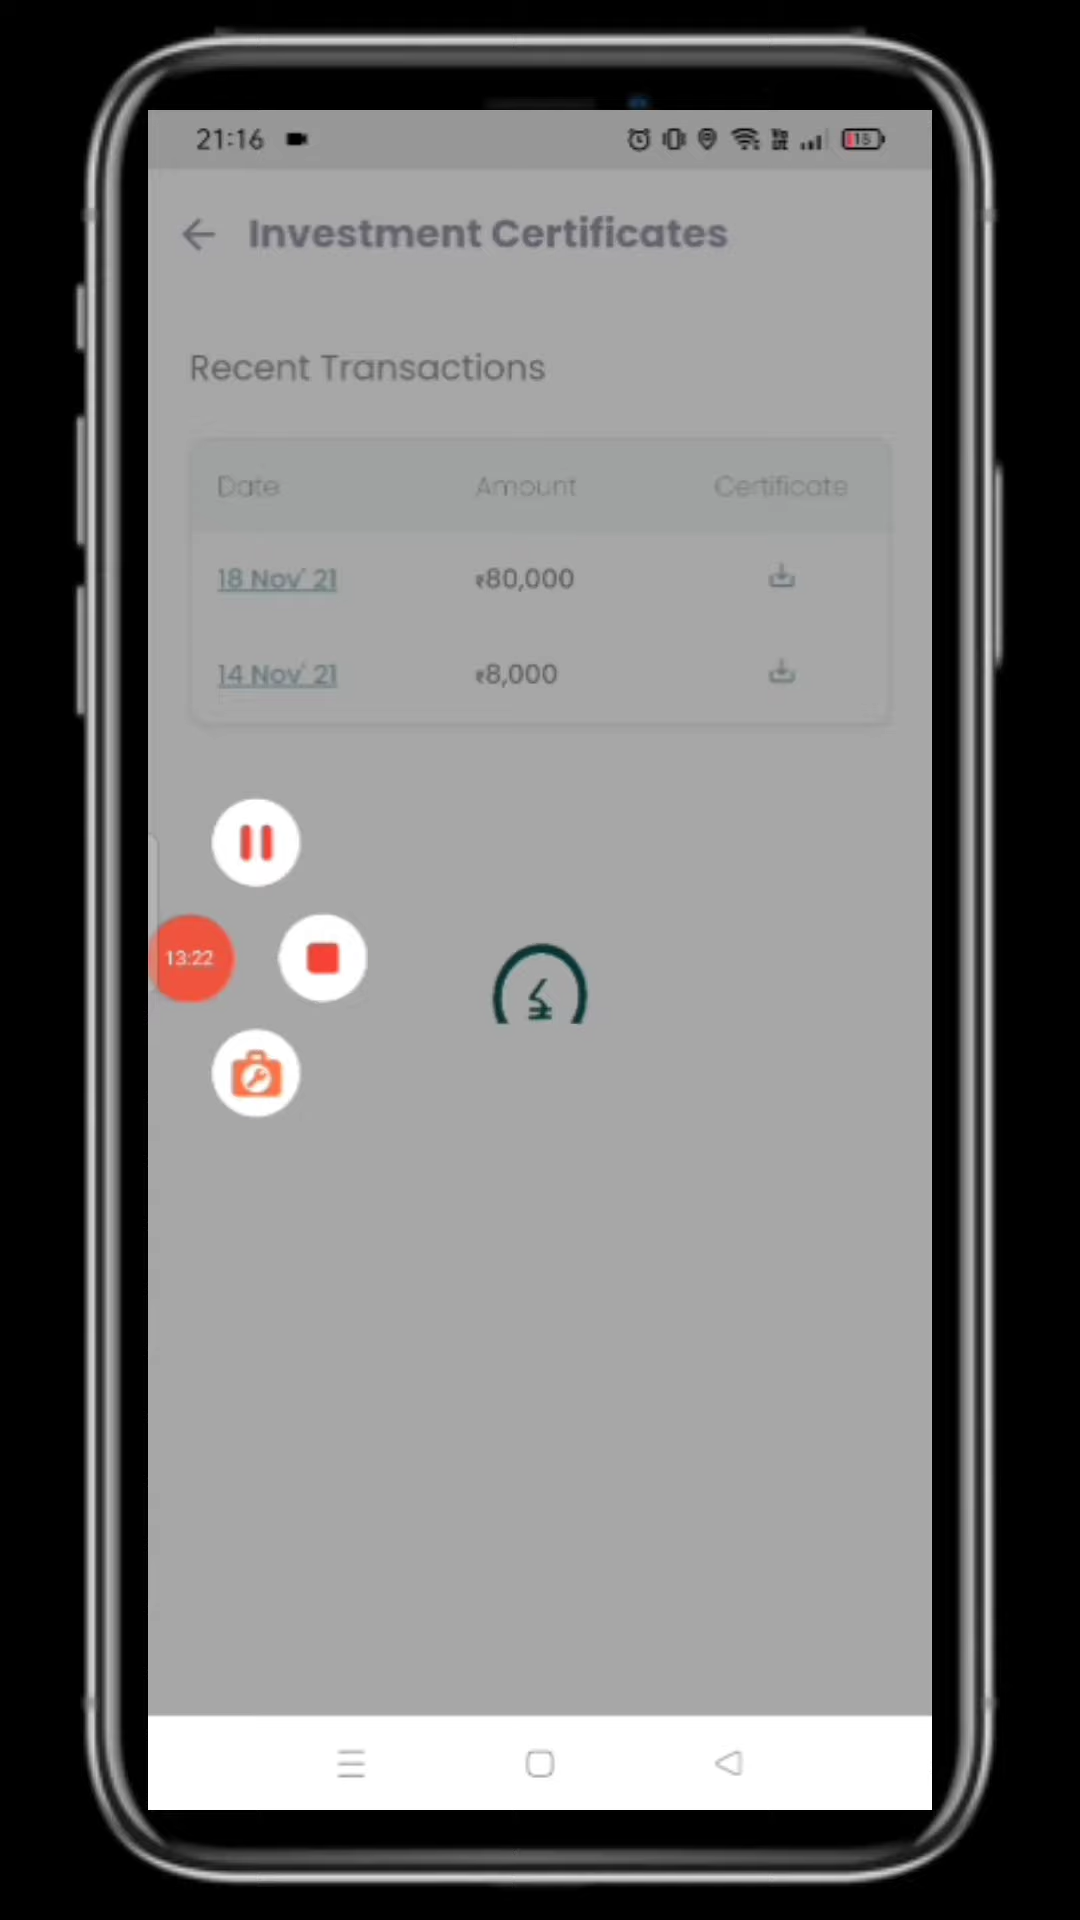 21:16
15
Investment Certificates
Recent Transactions
Date Amount Certificate
18 Nov' 21 ₹80,000
14 Nov' 21 ₹8,000
13:22